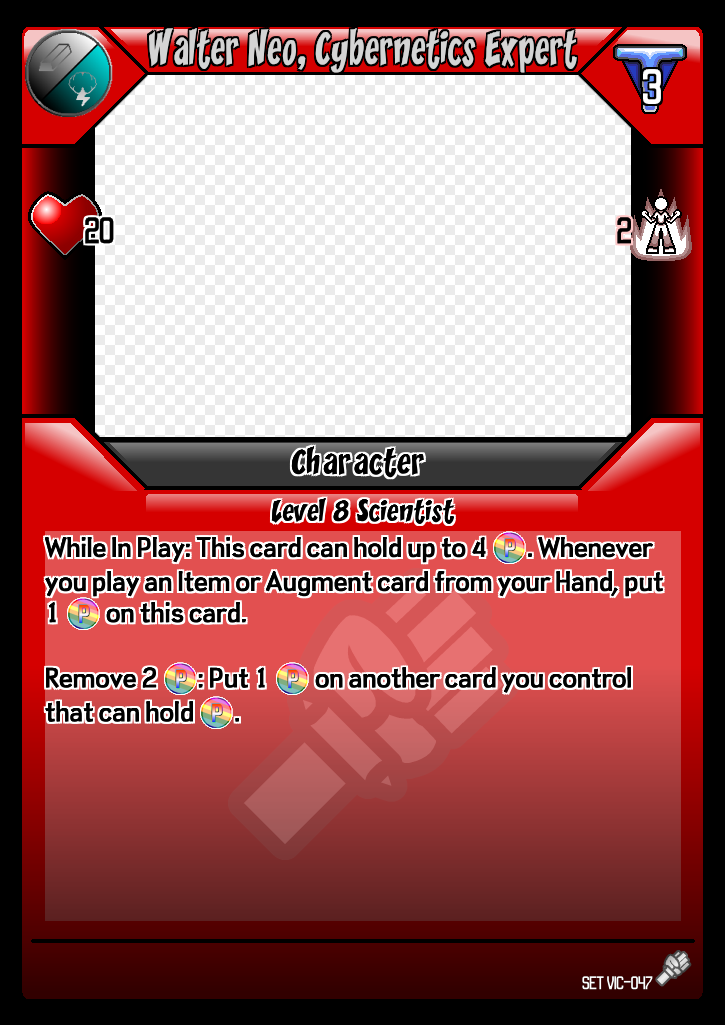 Walter Neo, Cybernetics Expert
3
20
2
Character
Level 8 Scientist
While In Play: This card can hold up to 4 P. Whenever
you play an Item or Augment card from your Hand, put
1 P on this card.
Remove 2 P: Put 1 P on another card you control
that can hold P.
SET VIC-047